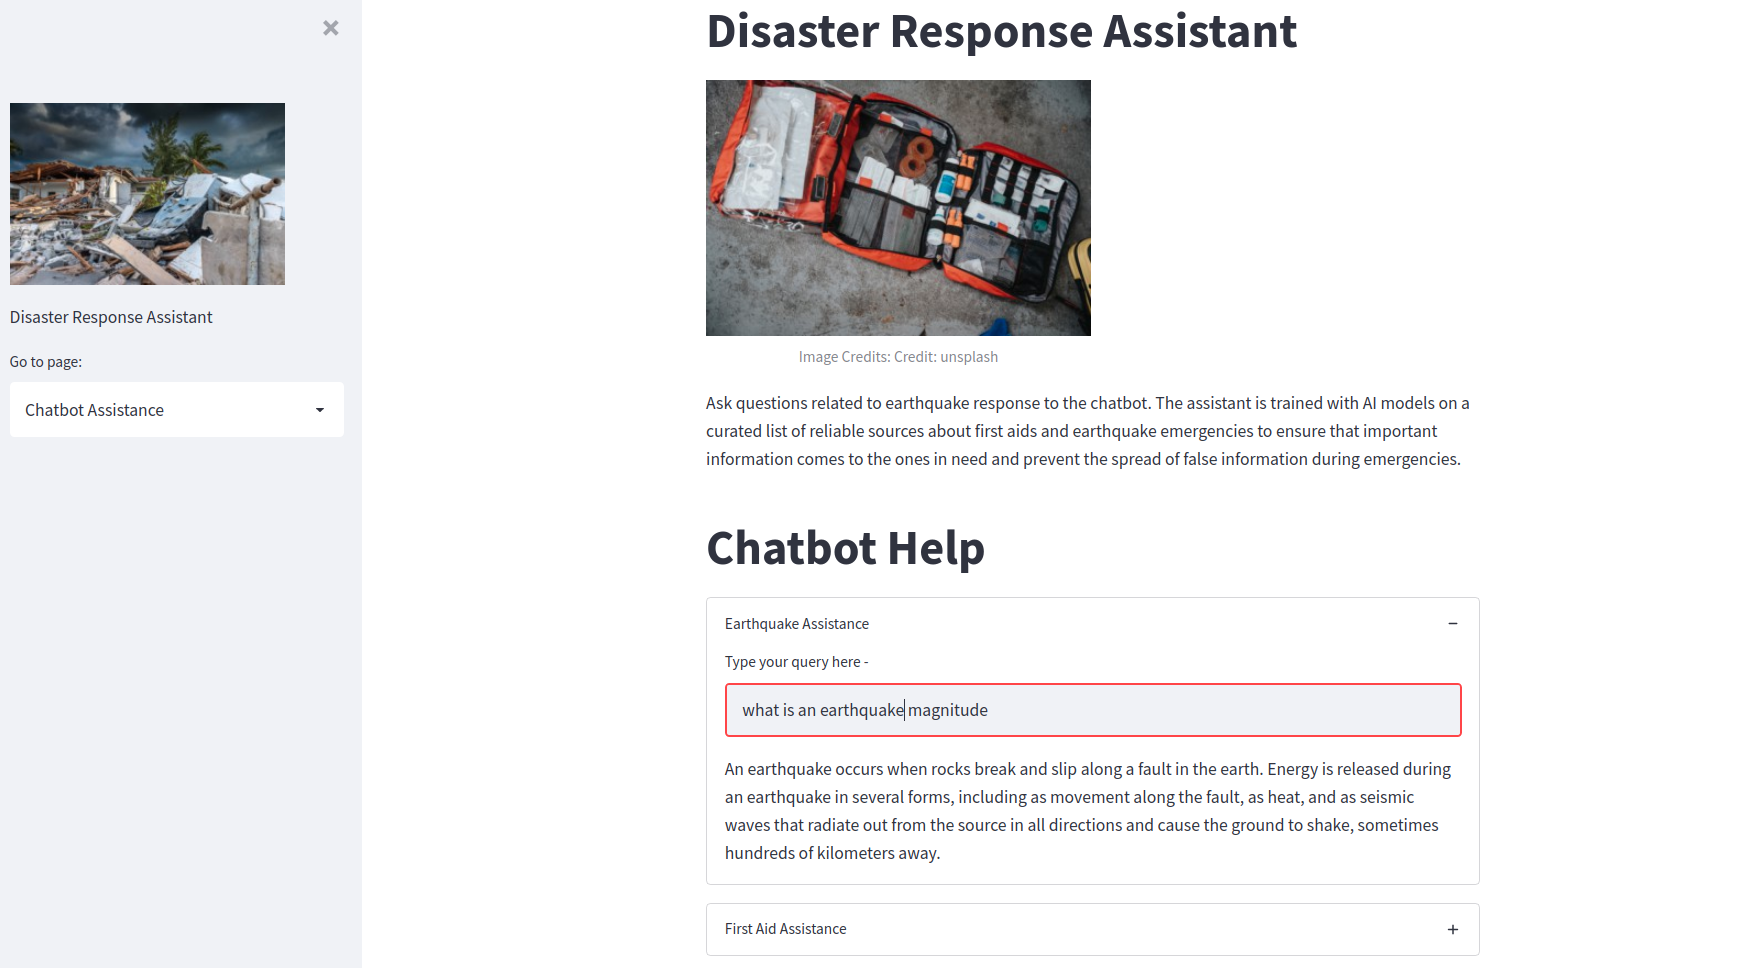 Disaster Response Assistant
Go to page:
Chatbot Assistance
Disaster Response Assistant
Image Credits: Credit: unsplash
Ask questions related to earthquake response to the chatbot. The assistant is trained with AI models on a
curated list of reliable sources about first aids and earthquake emergencies to ensure that important
information comes to the ones in need and prevent the spread of false information during emergencies.
Chatbot Help
Earthquake Assistance
Type your query here -
what is an earthquake magnitude
An earthquake occurs when rocks break and slip along a fault in the earth. Energy is released during
an earthquake in several forms, including as movement along the fault, as heat, and as seismic
waves that radiate out from the source in all directions and cause the ground to shake, sometimes
hundreds of kilometers away.
First Aid Assistance